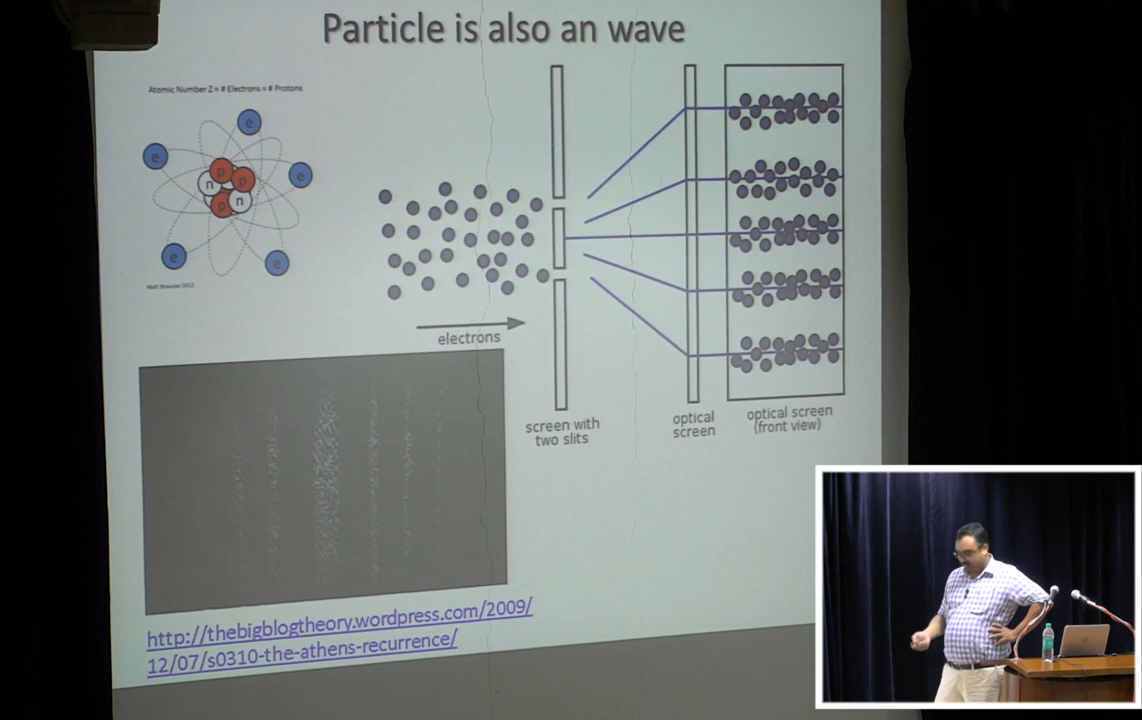 Particle is also an wave
Atomic Number Z = # Electrons = # Protons
e
e
e
p
n
p
p
n
e
e
electrons
screen with
two slits
optical
screen
optical screen
(front view)
http://thebigblogtheory.wordpress.com/2009/
12/07/s0310-the-athens-recurrence/